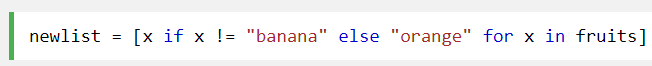 newlist = [x if x != "banana" else "orange" for x in fruits]